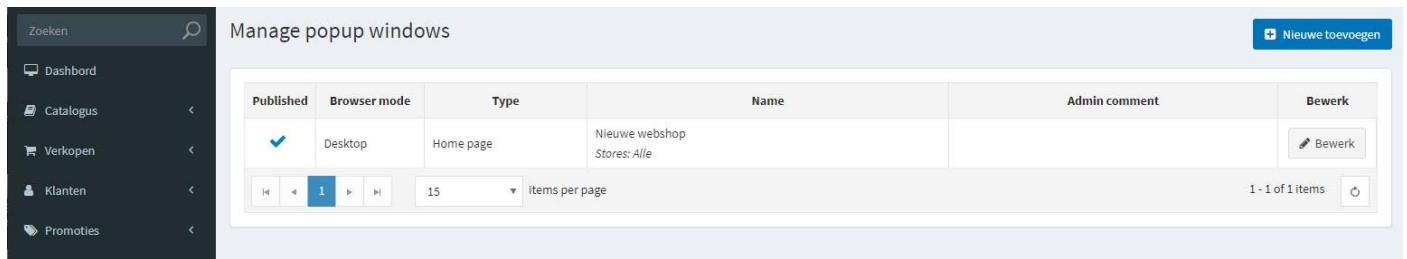 Zoeken
Manage popup windows
Nieuwe toevoegen
Dashbord
Catalogus
Verkopen
Klanten
Promoties
Published Browser mode Type Name Admin comment Bewerk
Desktop Home page Nieuwe webshop Bewerk
Stores: Alle
1 15 items per page 1 - 1 of 1 items